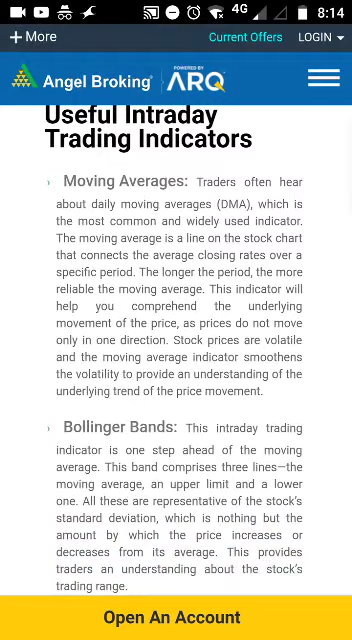 4G 8:14
+ More Current Offers LOGIN
Angel Broking POWERED BY ARQ
Useful Intraday
Trading Indicators
› Moving Averages: Traders often hear
about daily moving averages (DMA), which is
the most common and widely used indicator.
The moving average is a line on the stock chart
that connects the average closing rates over a
specific period. The longer the period, the more
reliable the moving average. This indicator will
help you comprehend the underlying
movement of the price, as prices do not move
only in one direction. Stock prices are volatile
and the moving average indicator smoothens
the volatility to provide an understanding of the
underlying trend of the price movement.
› Bollinger Bands: This intraday trading
indicator is one step ahead of the moving
average. This band comprises three lines—the
moving average, an upper limit and a lower
one. All these are representative of the stock's
standard deviation, which is nothing but the
amount by which the price increases or
decreases from its average. This provides
traders an understanding about the stock's
trading range.
Open An Account